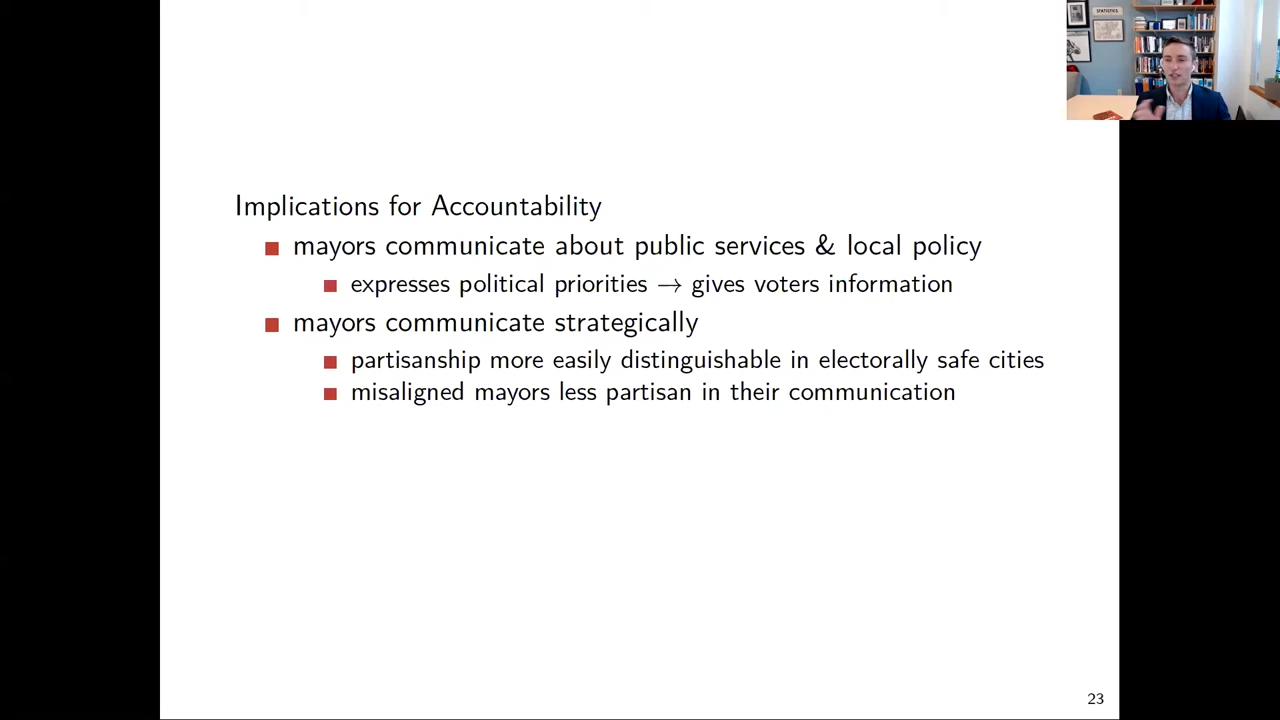 STATISTICS
Implications for Accountability
mayors communicate about public services & local policy
expresses political priorities → gives voters information
mayors communicate strategically
partisanship more easily distinguishable in electorally safe cities
misaligned mayors less partisan in their communication
23